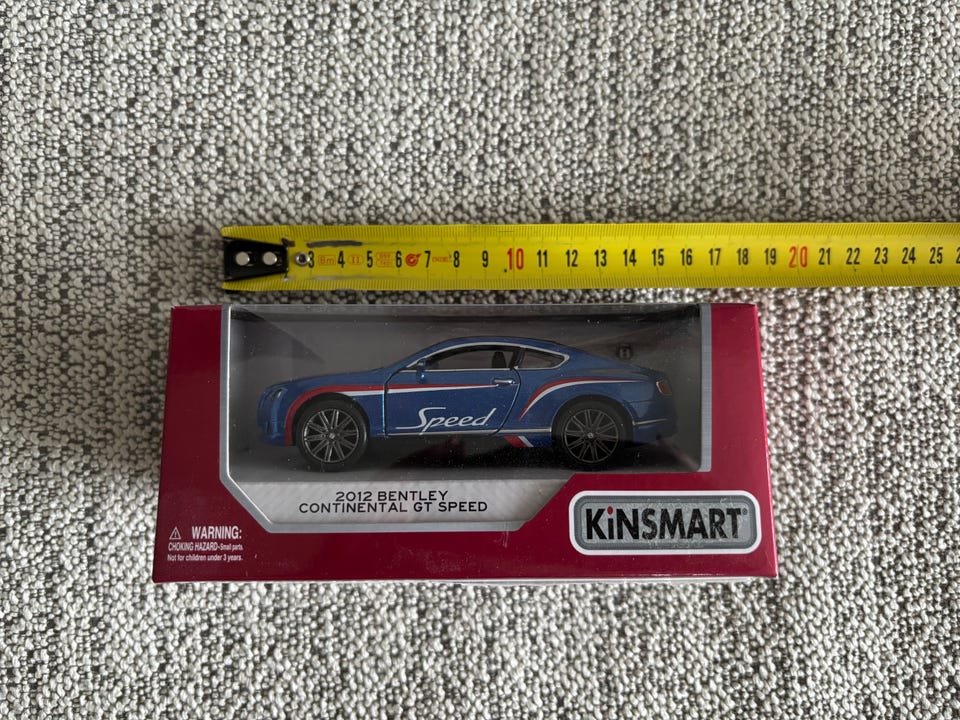 3 4 5 6 7 8 9 10 11 12 13 14 15 16 17 18 19 20 21 22 23 24 25
Speed
2012 BENTLEY
CONTINENTAL GT SPEED
KiNSMART
WARNING:
CHOKING HAZARD-Small parts.
Not for children under 3 years.